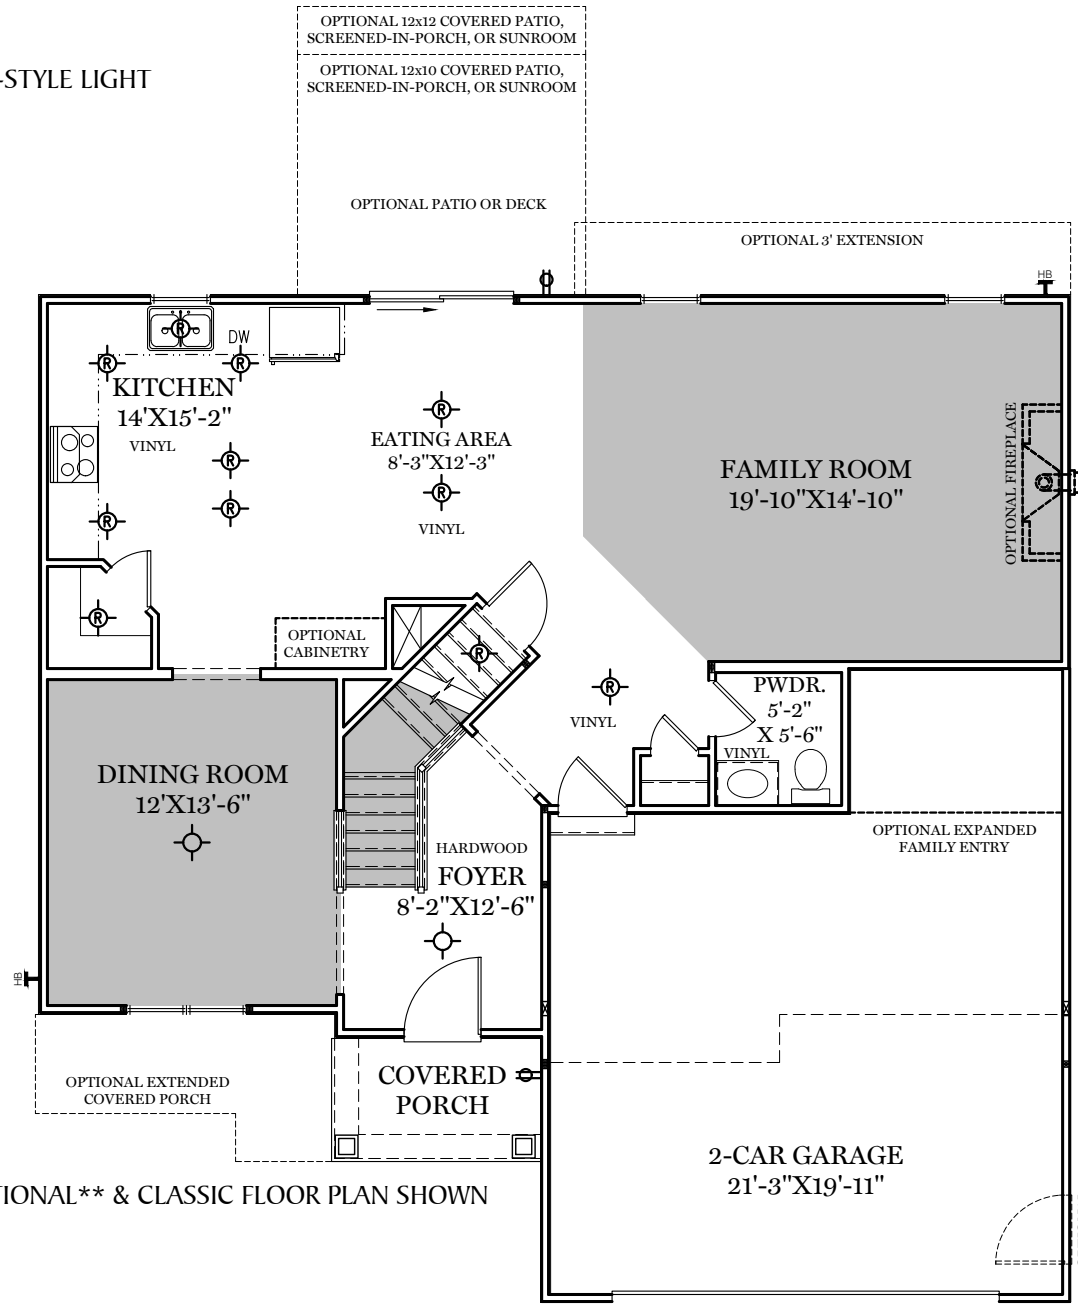 OPTIONAL 12x12 COVERED PATIO,
SCREENED-IN-PORCH, OR SUNROOM
OPTIONAL 12x10 COVERED PATIO,
SCREENED-IN-PORCH, OR SUNROOM
-STYLE LIGHT
OPTIONAL PATIO OR DECK
OPTIONAL 3' EXTENSION
HB
DW
R
R
R
KITCHEN
14'X15'-2"
VINYL
R
R
R
R
EATING AREA
8'-3"X12'-3"
R
VINYL
FAMILY ROOM
19'-10"X14'-10"
OPTIONAL FIREPLACE
R
OPTIONAL
CABINETRY
R
R
VINYL
PWDR.
5'-2"
X 5'-6"
VINYL
DINING ROOM
12'X13'-6"
HARDWOOD
FOYER
8'-2"X12'-6"
OPTIONAL EXPANDED
FAMILY ENTRY
HB
OPTIONAL EXTENDED
COVERED PORCH
COVERED
PORCH
2-CAR GARAGE
21'-3"X19'-11"
TIONAL** & CLASSIC FLOOR PLAN SHOWN